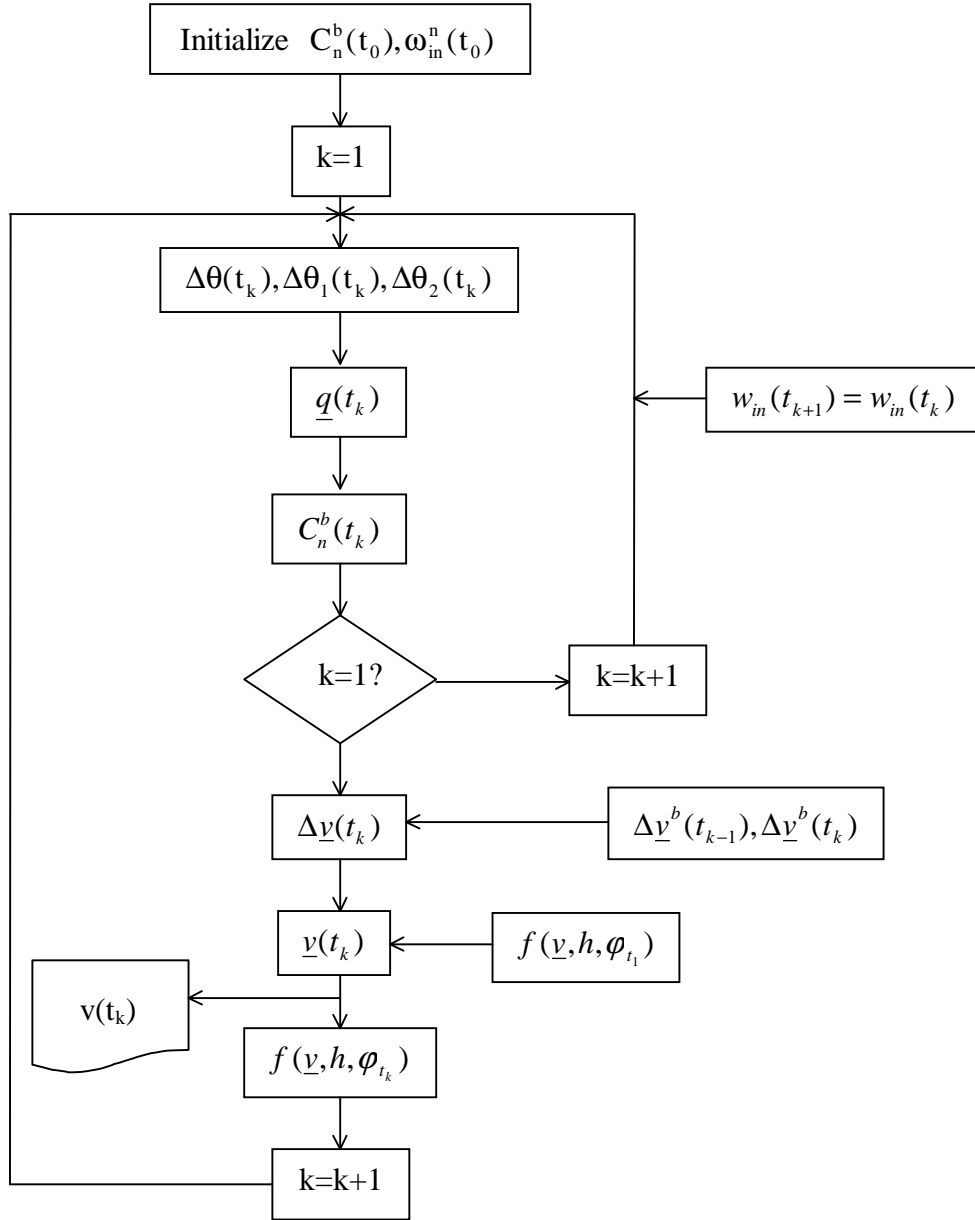 Initialize C_n^b(t_0), ω_in^n(t_0)
k=1
Δθ(t_k), Δθ_1(t_k), Δθ_2(t_k)
q(t_k)
w_in(t_{k+1}) = w_in(t_k)
C_n^b(t_k)
k=1?
k=k+1
Δv(t_k)
Δv^b(t_{k−1}), Δv^b(t_k)
v(t_k)
f(v, h, φ_{t_1})
v(t_k)
f(v, h, φ_{t_k})
k=k+1